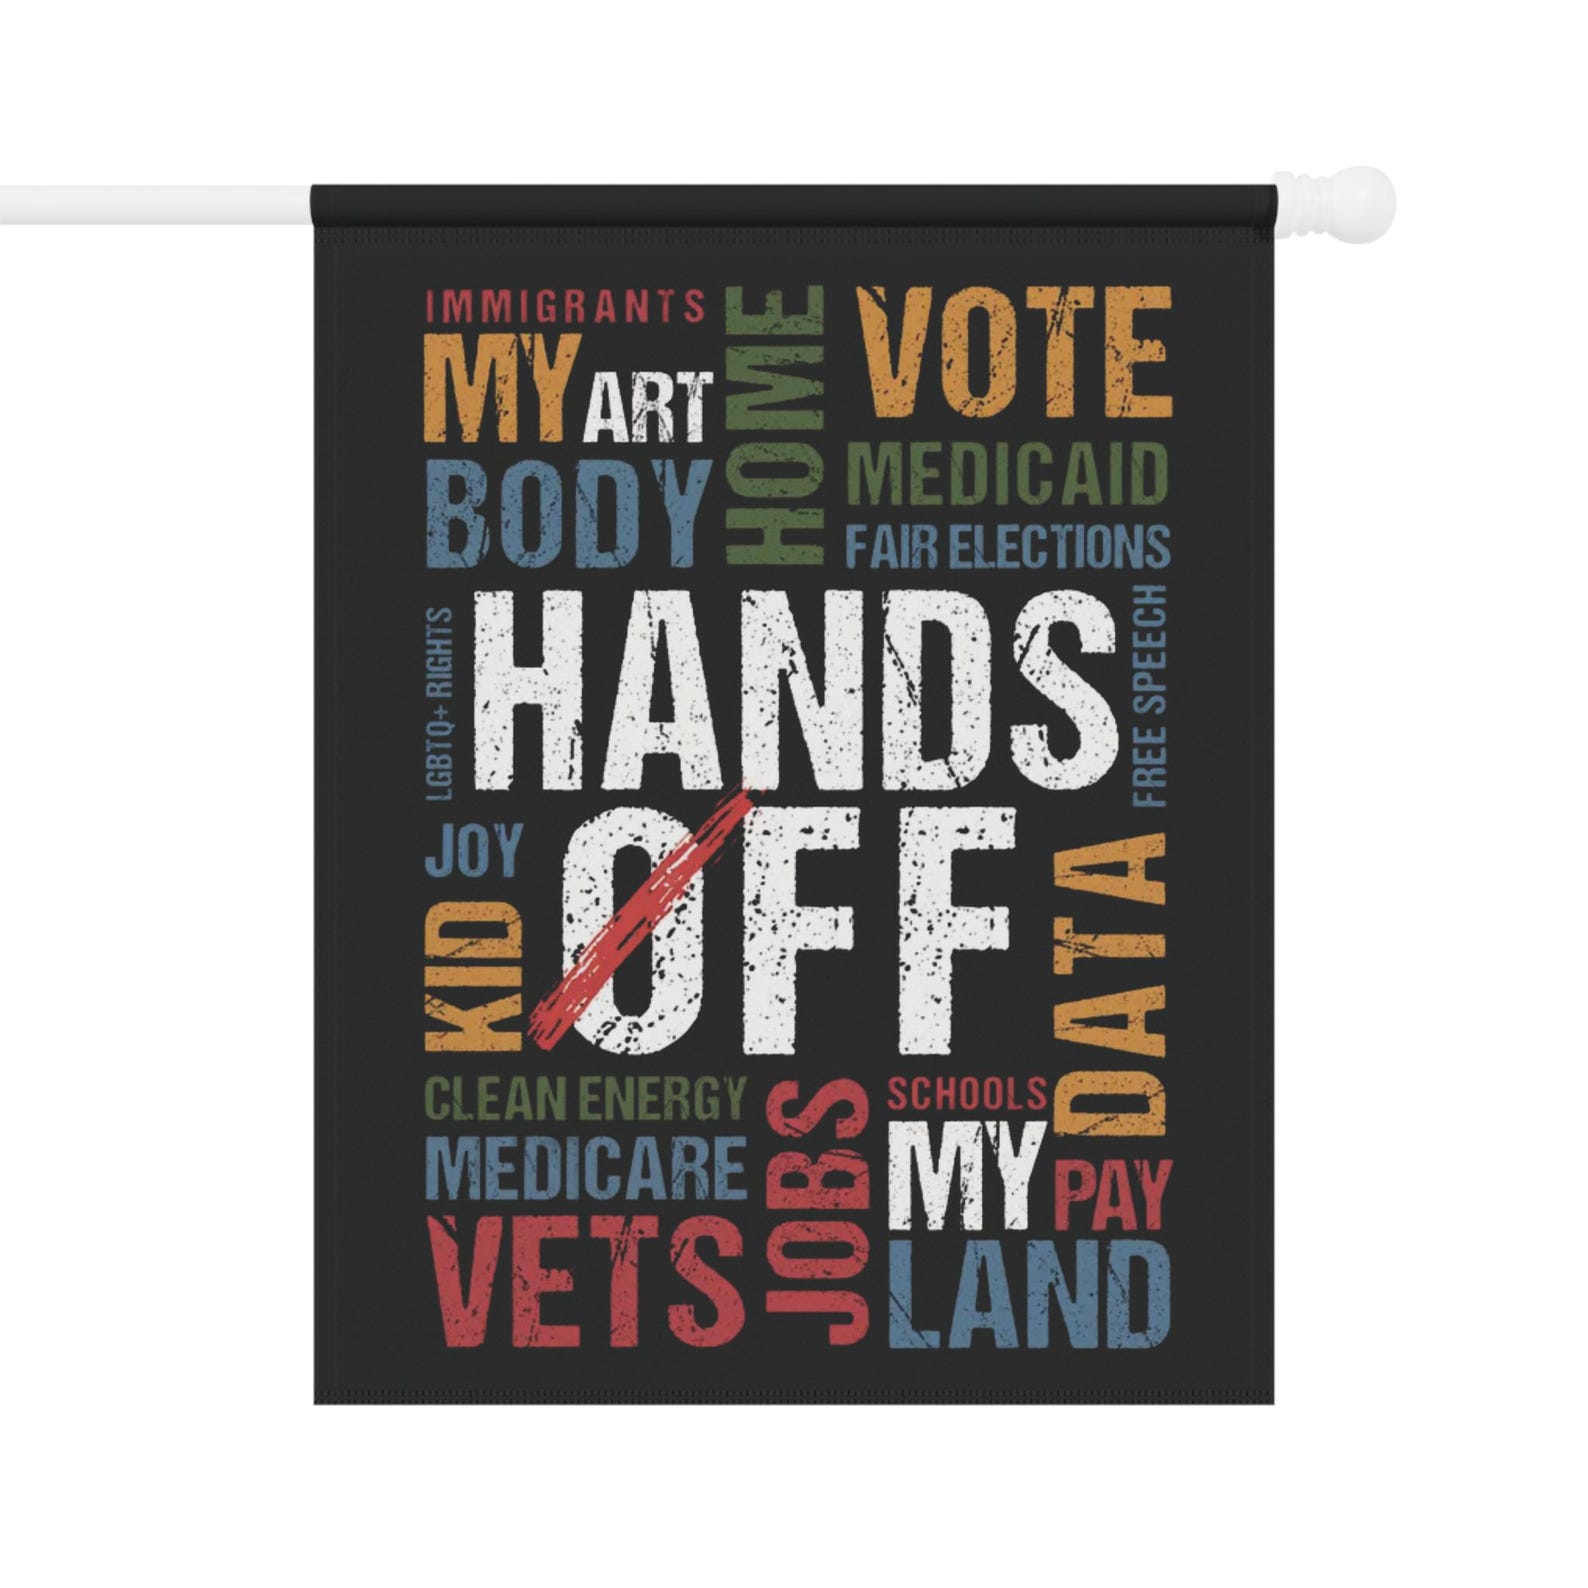 IMMIGRANTS
MY ART
BODY
HOME
VOTE
MEDICAID
FAIR ELECTIONS
LGBTQ+ RIGHTS
HANDS
OFF
FREE SPEECH
JOY
KID
DATA
CLEAN ENERGY
MEDICARE
VETS
JOBS
SCHOOLS
MY PAY
LAND